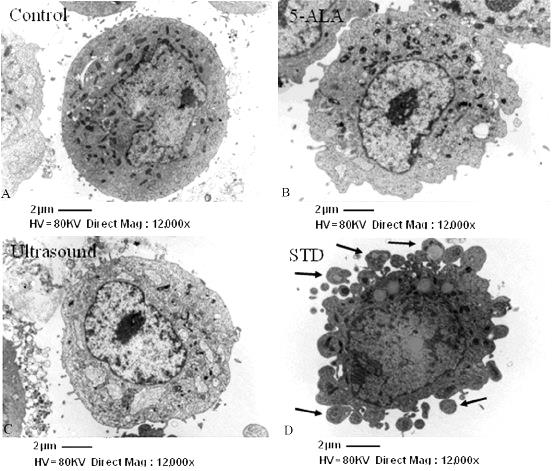 Control
A
2µm
HV = 80KV Direct Mag : 12,000x
5-ALA
B
2µm
HV = 80KV Direct Mag : 12,000x
Ultrasound
C
2µm
HV = 80KV Direct Mag : 12,000x
STD
D
2µm
HV = 80KV Direct Mag : 12,000x